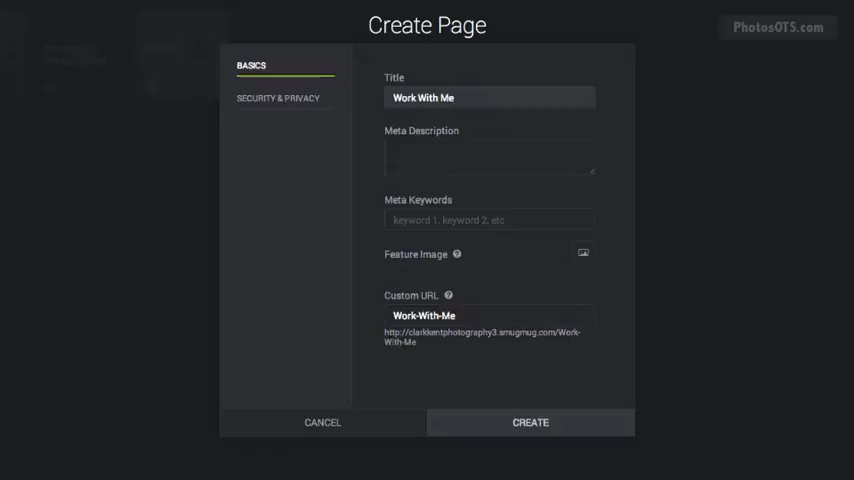 Create Page
PhotosOTS.com
BASICS
SECURITY & PRIVACY
Title
Work With Me
Meta Description
Meta Keywords
keyword 1, keyword 2, etc
Feature Image
Custom URL
Work-With-Me
http://clarkkentphotography3.smugmug.com/Work-
With-Me
CANCEL
CREATE